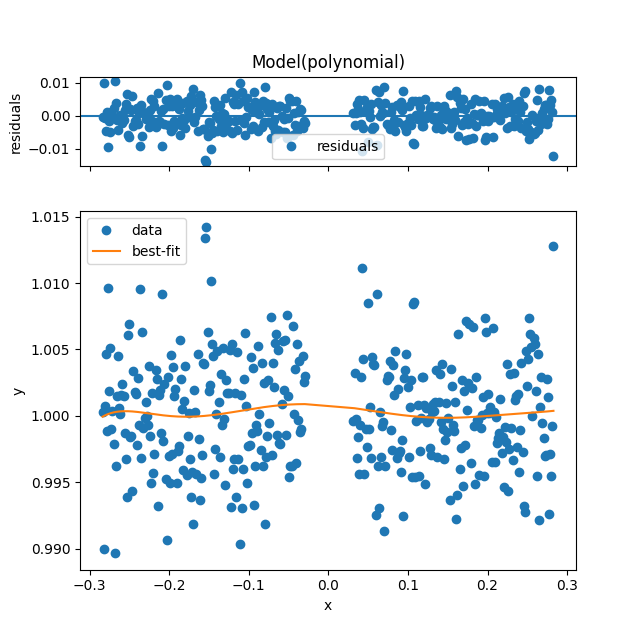 Model(polynomial)
0.01
0.00
−0.01
residuals
residuals
1.015
1.010
1.005
1.000
0.995
0.990
y
data
best-fit
−0.3
−0.2
−0.1
0.0
0.1
0.2
0.3
x